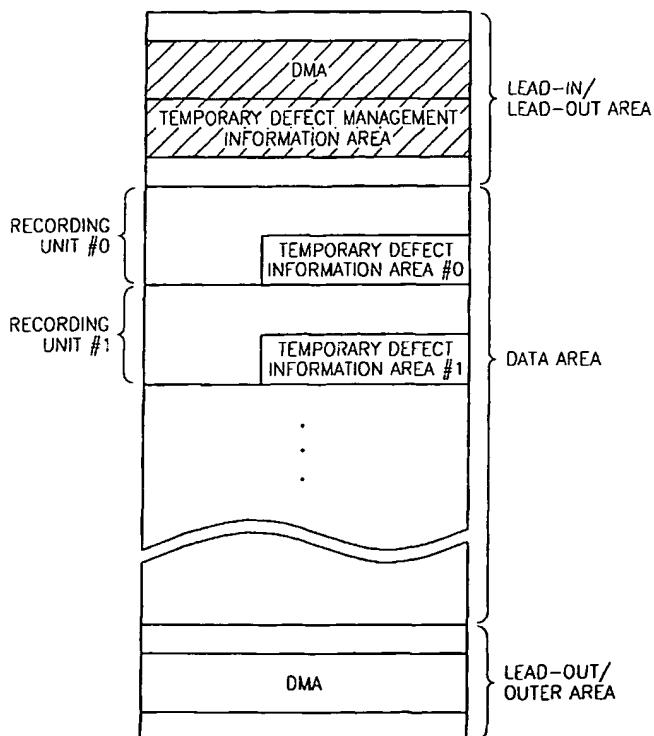 DMA
TEMPORARY DEFECT MANAGEMENT
INFORMATION AREA
LEAD-IN/
LEAD-OUT AREA
RECORDING
UNIT #0
TEMPORARY DEFECT
INFORMATION AREA #0
RECORDING
UNIT #1
TEMPORARY DEFECT
INFORMATION AREA #1
DATA AREA
DMA
LEAD-OUT/
OUTER AREA